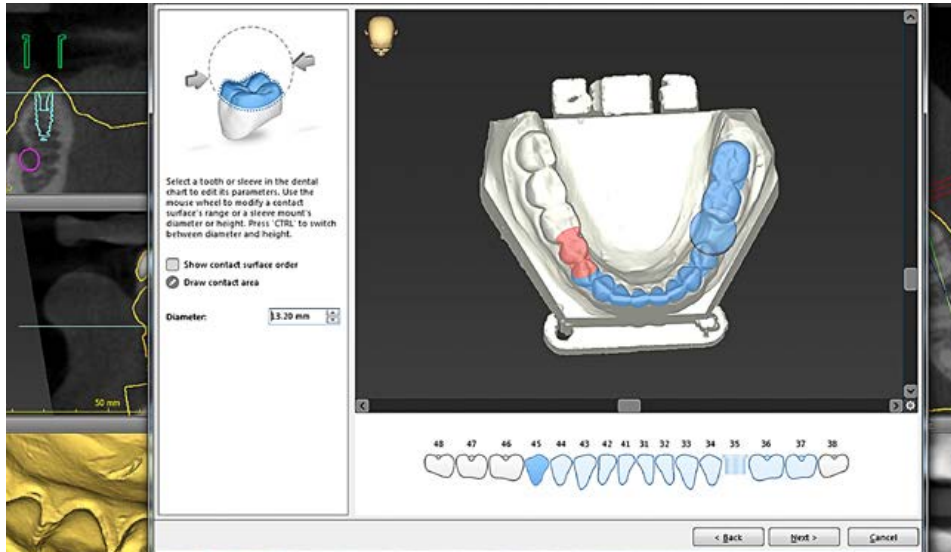 Select a tooth or sleeve in the dental
chart to edit its parameters. Use the
mouse wheel to modify a contact
surface's range or a sleeve mount's
diameter or height. Press 'CTRL' to switch
between diameter and height.
Show contact surface order
Draw contact area
Diameter: 13.20 mm
50 mm
48 47 46 45 44 43 42 41 31 32 33 34 35 36 37 38
< Back Next > Cancel